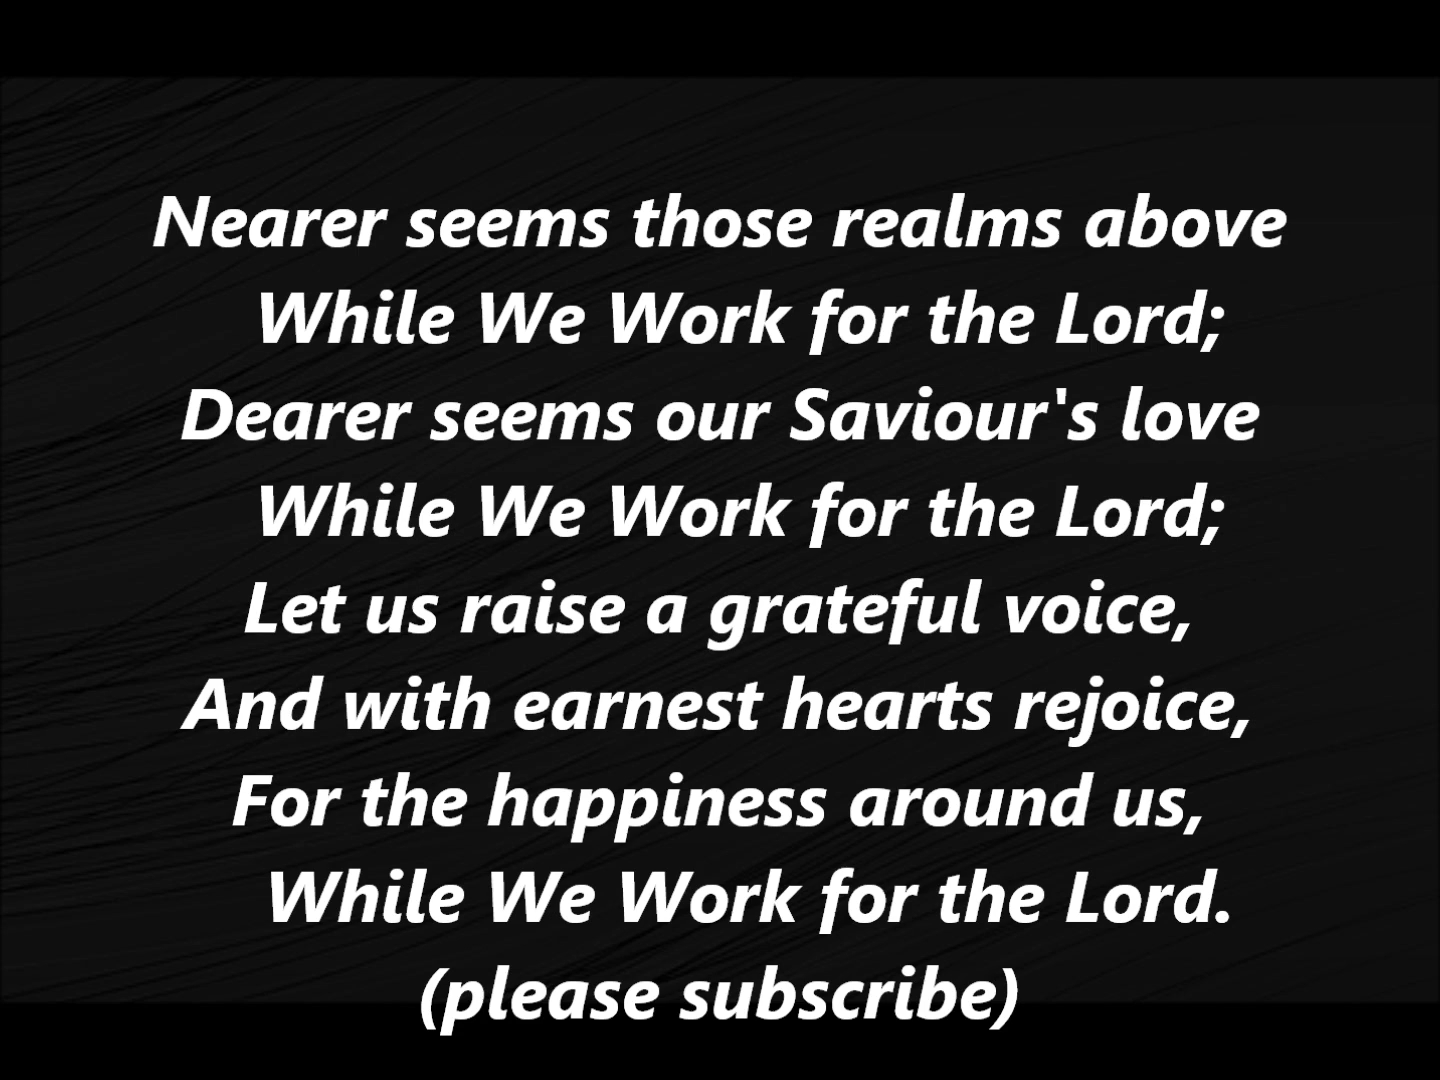 Nearer seems those realms above
While We Work for the Lord;
Dearer seems our Saviour's love
While We Work for the Lord;
Let us raise a grateful voice,
And with earnest hearts rejoice,
For the happiness around us,
While We Work for the Lord.
(please subscribe)